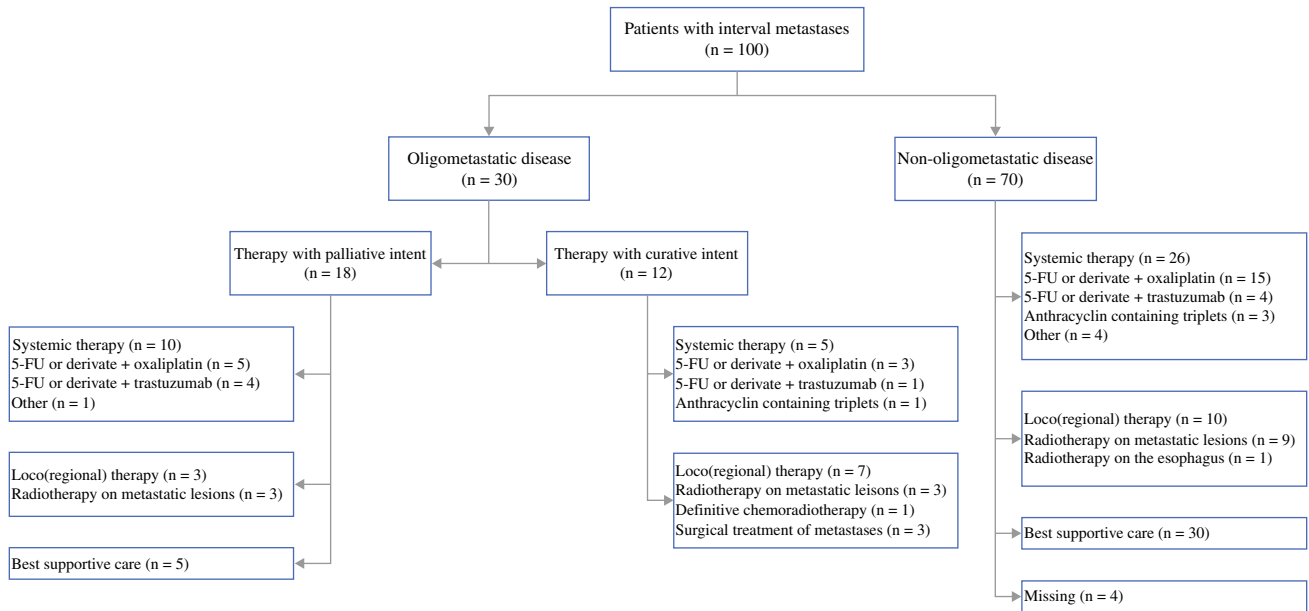 Patients with interval metastases
(n = 100)
Oligometastatic disease
(n = 30)
Non-oligometastatic disease
(n = 70)
Therapy with palliative intent
(n = 18)
Therapy with curative intent
(n = 12)
Systemic therapy (n = 10)
5-FU or derivate + oxaliplatin (n = 5)
5-FU or derivate + trastuzumab (n = 4)
Other (n = 1)
Loco(regional) therapy (n = 3)
Radiotherapy on metastatic lesions (n = 3)
Best supportive care (n = 5)
Systemic therapy (n = 5)
5-FU or derivate + oxaliplatin (n = 3)
5-FU or derivate + trastuzumab (n = 1)
Anthracyclin containing triplets (n = 1)
Loco(regional) therapy (n = 7)
Radiotherapy on metastatic leisons (n = 3)
Definitive chemoradiotherapy (n = 1)
Surgical treatment of metastases (n = 3)
Systemic therapy (n = 26)
5-FU or derivate + oxaliplatin (n = 15)
5-FU or derivate + trastuzumab (n = 4)
Anthracyclin containing triplets (n = 3)
Other (n = 4)
Loco(regional) therapy (n = 10)
Radiotherapy on metastatic lesions (n = 9)
Radiotherapy on the esophagus (n = 1)
Best supportive care (n = 30)
Missing (n = 4)